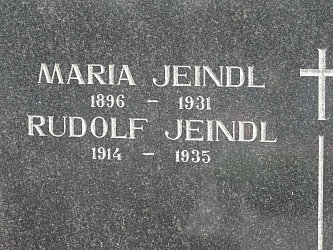 MARIA JEINDL
1896 – 1931
RUDOLF JEINDL
1914 – 1935